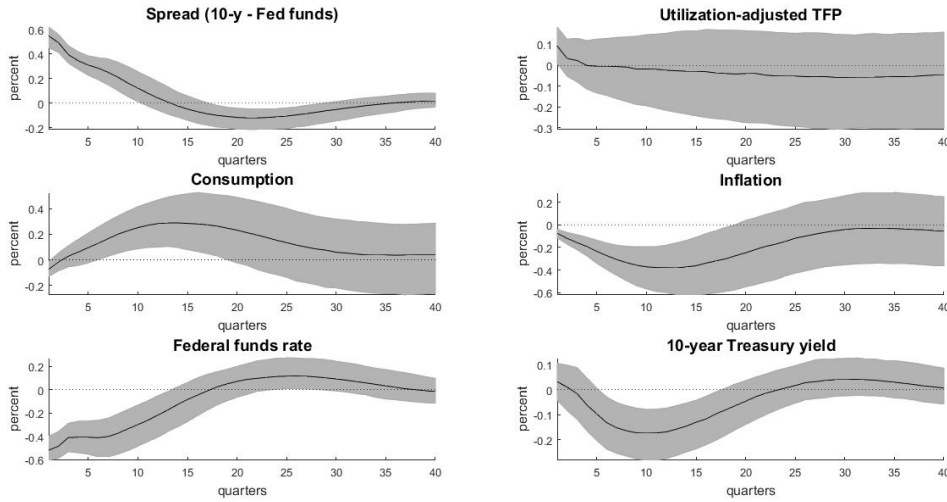 Spread (10-y - Fed funds)
percent
0.6
0.4
0.2
0
-0.2
5 10 15 20 25 30 35 40
quarters
Utilization-adjusted TFP
percent
0.1
0
-0.1
-0.2
-0.3
5 10 15 20 25 30 35 40
quarters
Consumption
percent
0.4
0.2
0
-0.2
5 10 15 20 25 30 35 40
quarters
Inflation
percent
0
-0.2
-0.4
-0.6
5 10 15 20 25 30 35 40
quarters
Federal funds rate
percent
0.2
0
-0.2
-0.4
-0.6
5 10 15 20 25 30 35 40
quarters
10-year Treasury yield
percent
0.1
0
-0.1
-0.2
5 10 15 20 25 30 35 40
quarters